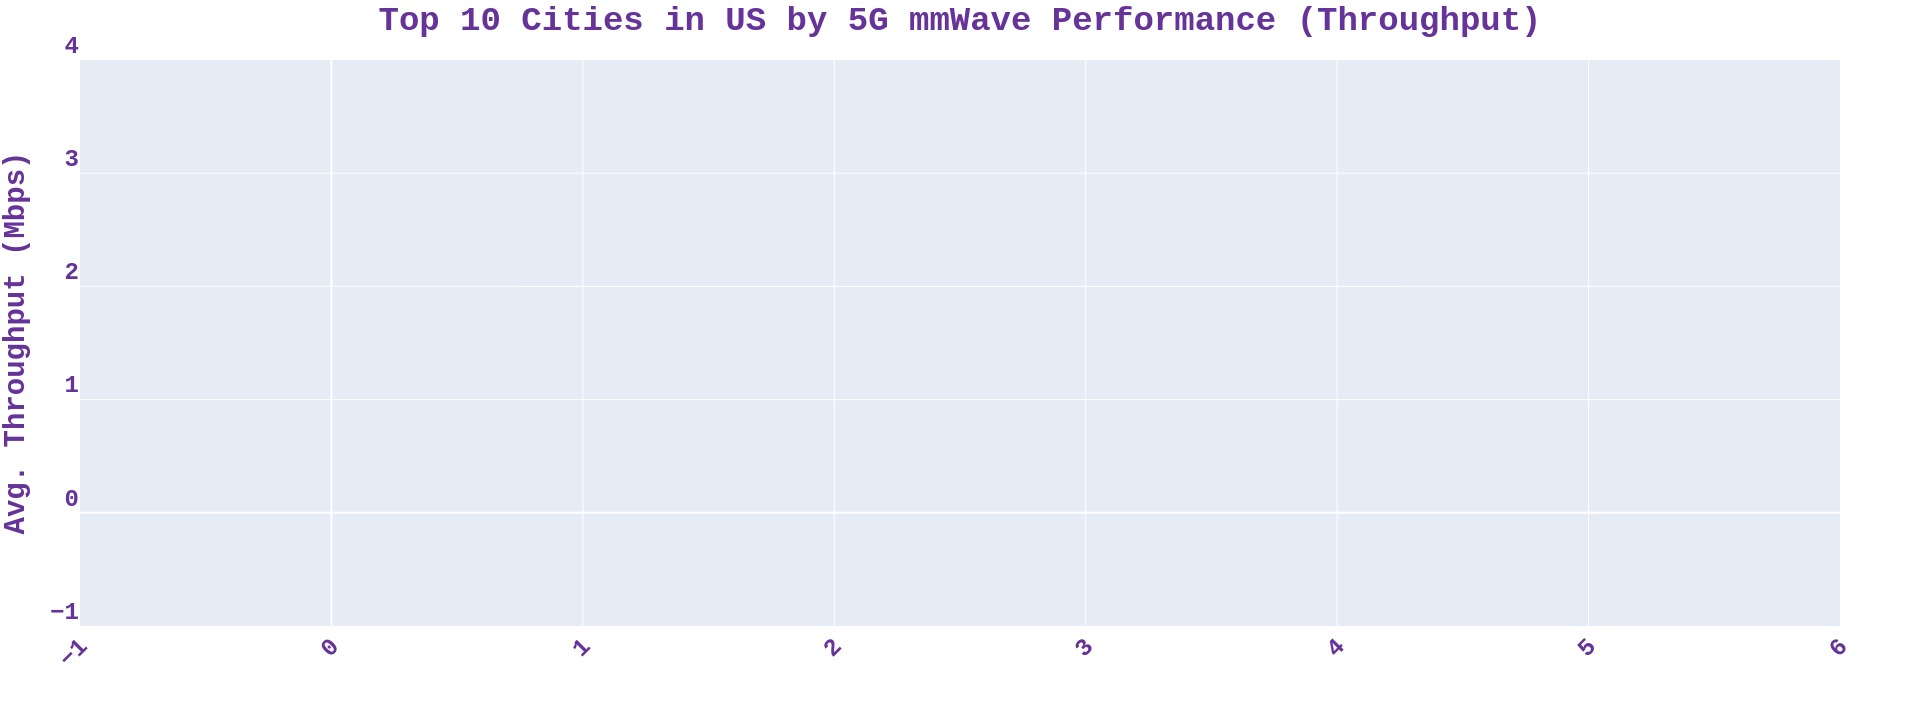 Top 10 Cities in US by 5G mmWave Performance (Throughput)
Avg. Throughput (Mbps)
4
3
2
1
0
−1
−1 0 1 2 3 4 5 6